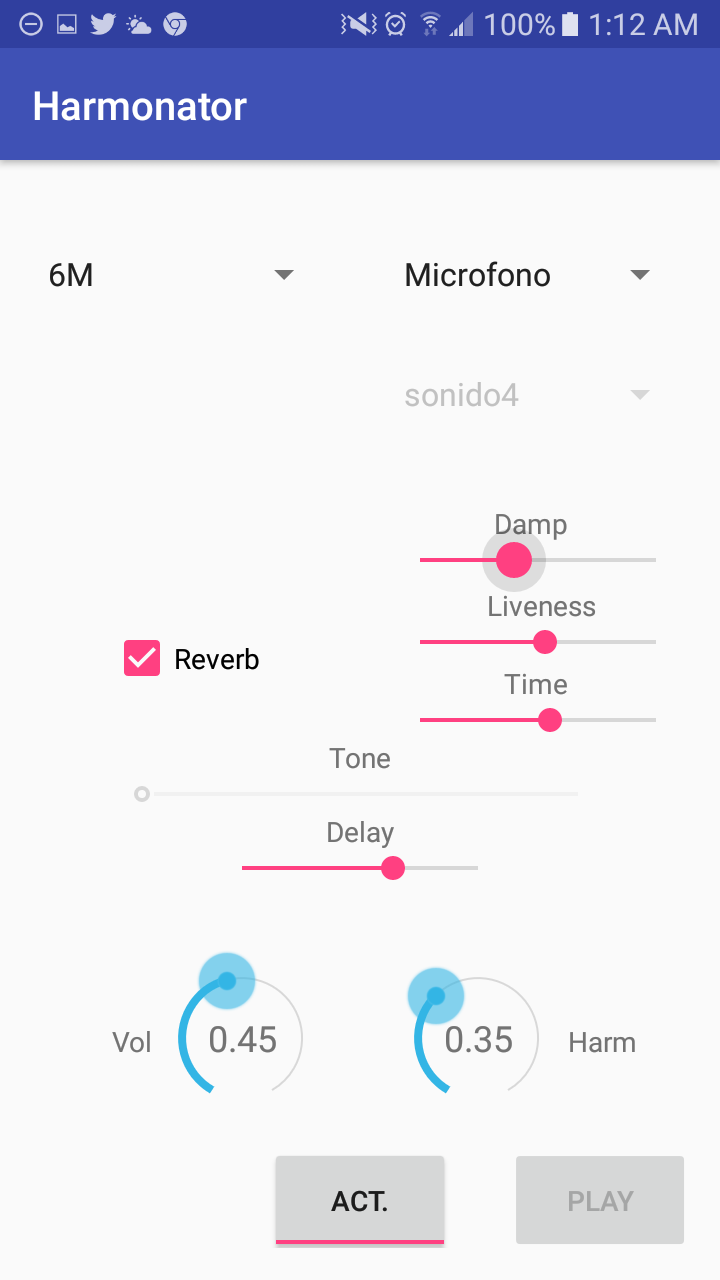 100% 1:12 AM
Harmonator
6M
Microfono
sonido4
Damp
Liveness
Reverb
Time
Tone
Delay
Vol
0.45
0.35
Harm
ACT.
PLAY